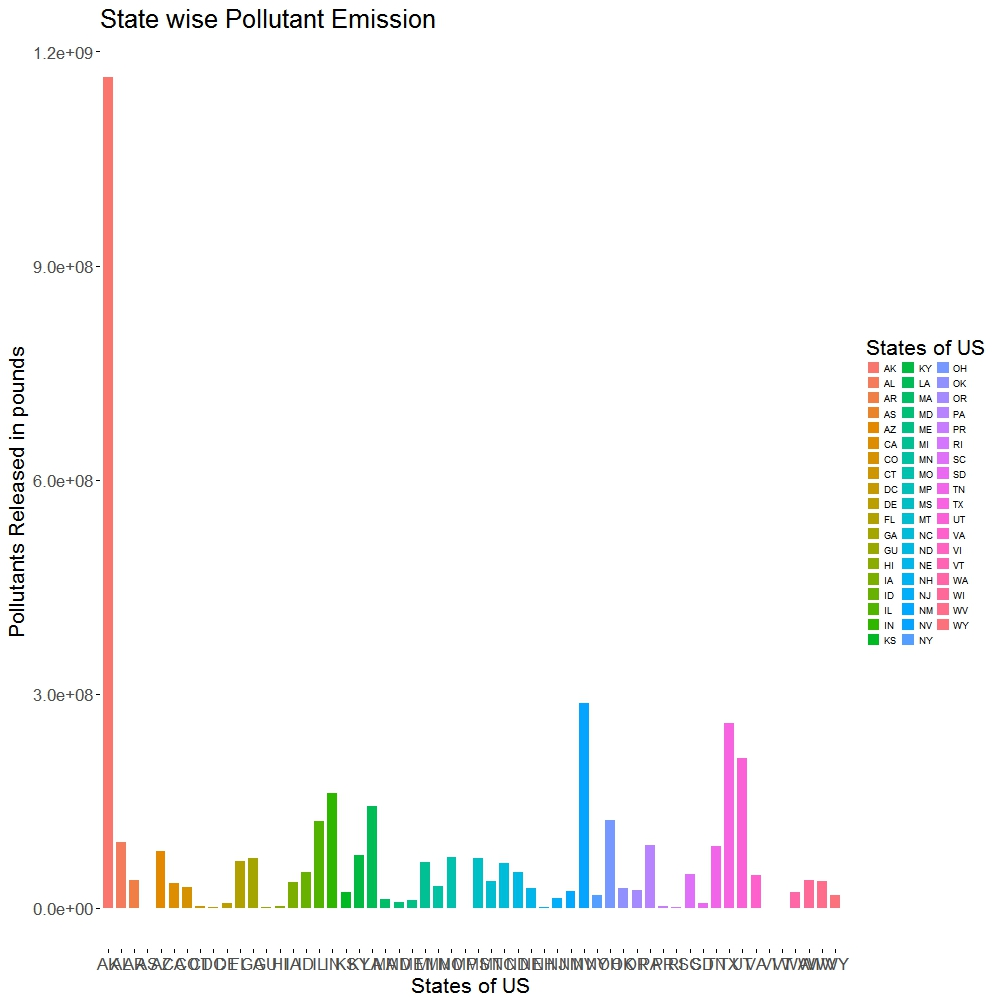 State wise Pollutant Emission
1.2e+09
9.0e+08
6.0e+08
3.0e+08
0.0e+00
Pollutants Released in pounds
States of US
States of US
AK KY OH
AL LA OK
AR MA OR
AS MD PA
AZ ME PR
CA MI RI
CO MN SC
CT MO SD
DC MP TN
DE MS TX
FL MT UT
GA NC VA
GU ND VI
HI NE VT
IA NH WA
ID NJ WI
IL NM WV
IN NV WY
KS NY